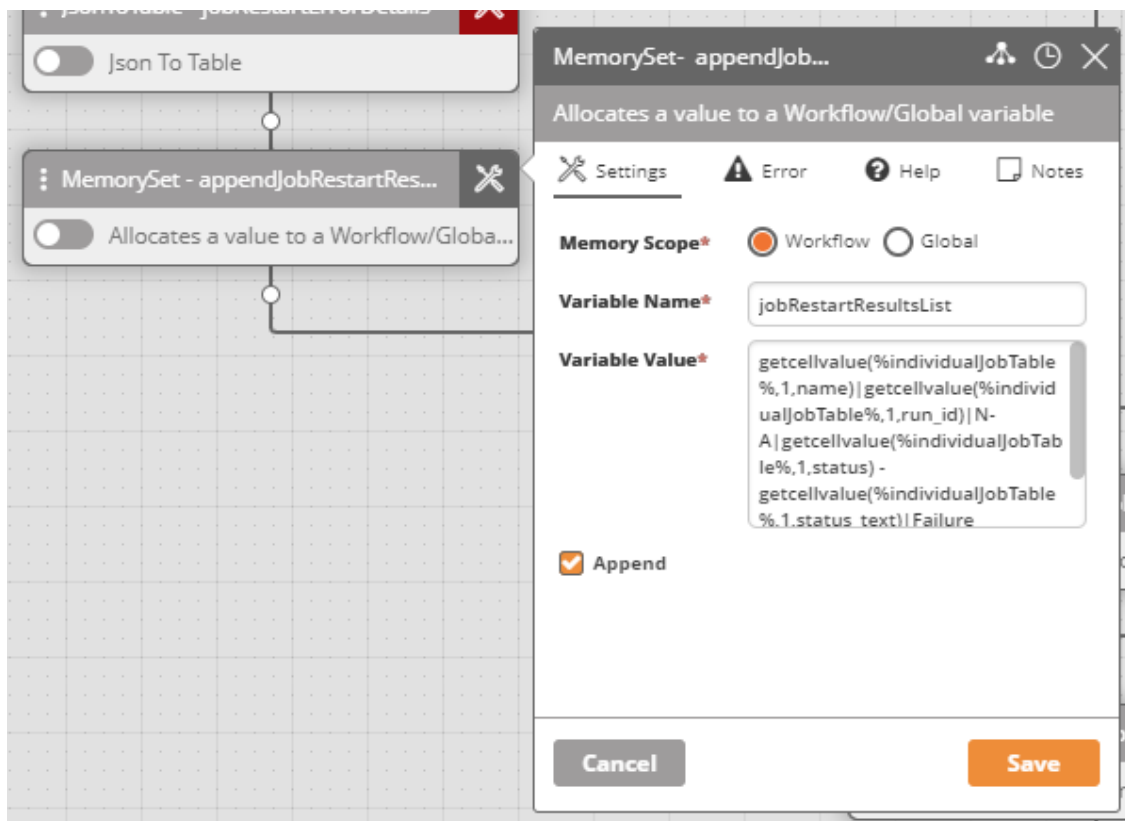 JsonToTable - jobRestartErrorDetails
Json To Table
MemorySet - appendJobRestartRes...
Allocates a value to a Workflow/Globa...
MemorySet- appendJob...
Allocates a value to a Workflow/Global variable
Settings
Error
Help
Notes
Memory Scope*
Workflow
Global
Variable Name*
jobRestartResultsList
Variable Value*
getcellvalue(%individualJobTable
%,1,name)|getcellvalue(%individ
ualJobTable%,1,run_id)|N-
A|getcellvalue(%individualJobTab
le%,1,status) -
getcellvalue(%individualJobTable
%,1,status_text)|Failure
Append
Cancel
Save